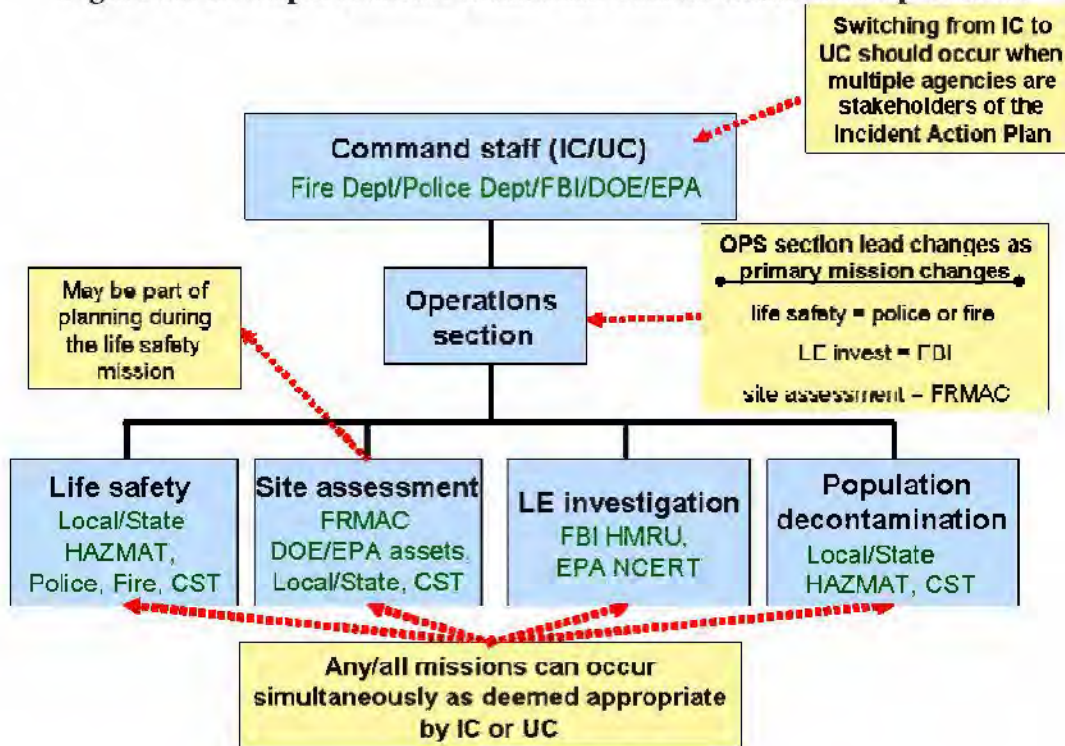 Switching from IC to
UC should occur when
multiple agencies are
stakeholders of the
Incident Action Plan
Command staff (IC/UC)
Fire Dept/Police Dept/FBI/DOE/EPA
OPS section lead changes as
primary mission changes
life safety = police or fire
LE invest = FBI
site assessment = FRMAC
May be part of
planning during
the life safety
mission
Operations
section
Life safety
Local/State
HAZMAT,
Police, Fire, CST
Site assessment
FRMAC
DOE/EPA assets,
Local/State, CST
LE investigation
FBI HMRU,
EPA NCERT
Population
decontamination
Local/State
HAZMAT, CST
Any/all missions can occur
simultaneously as deemed appropriate
by IC or UC